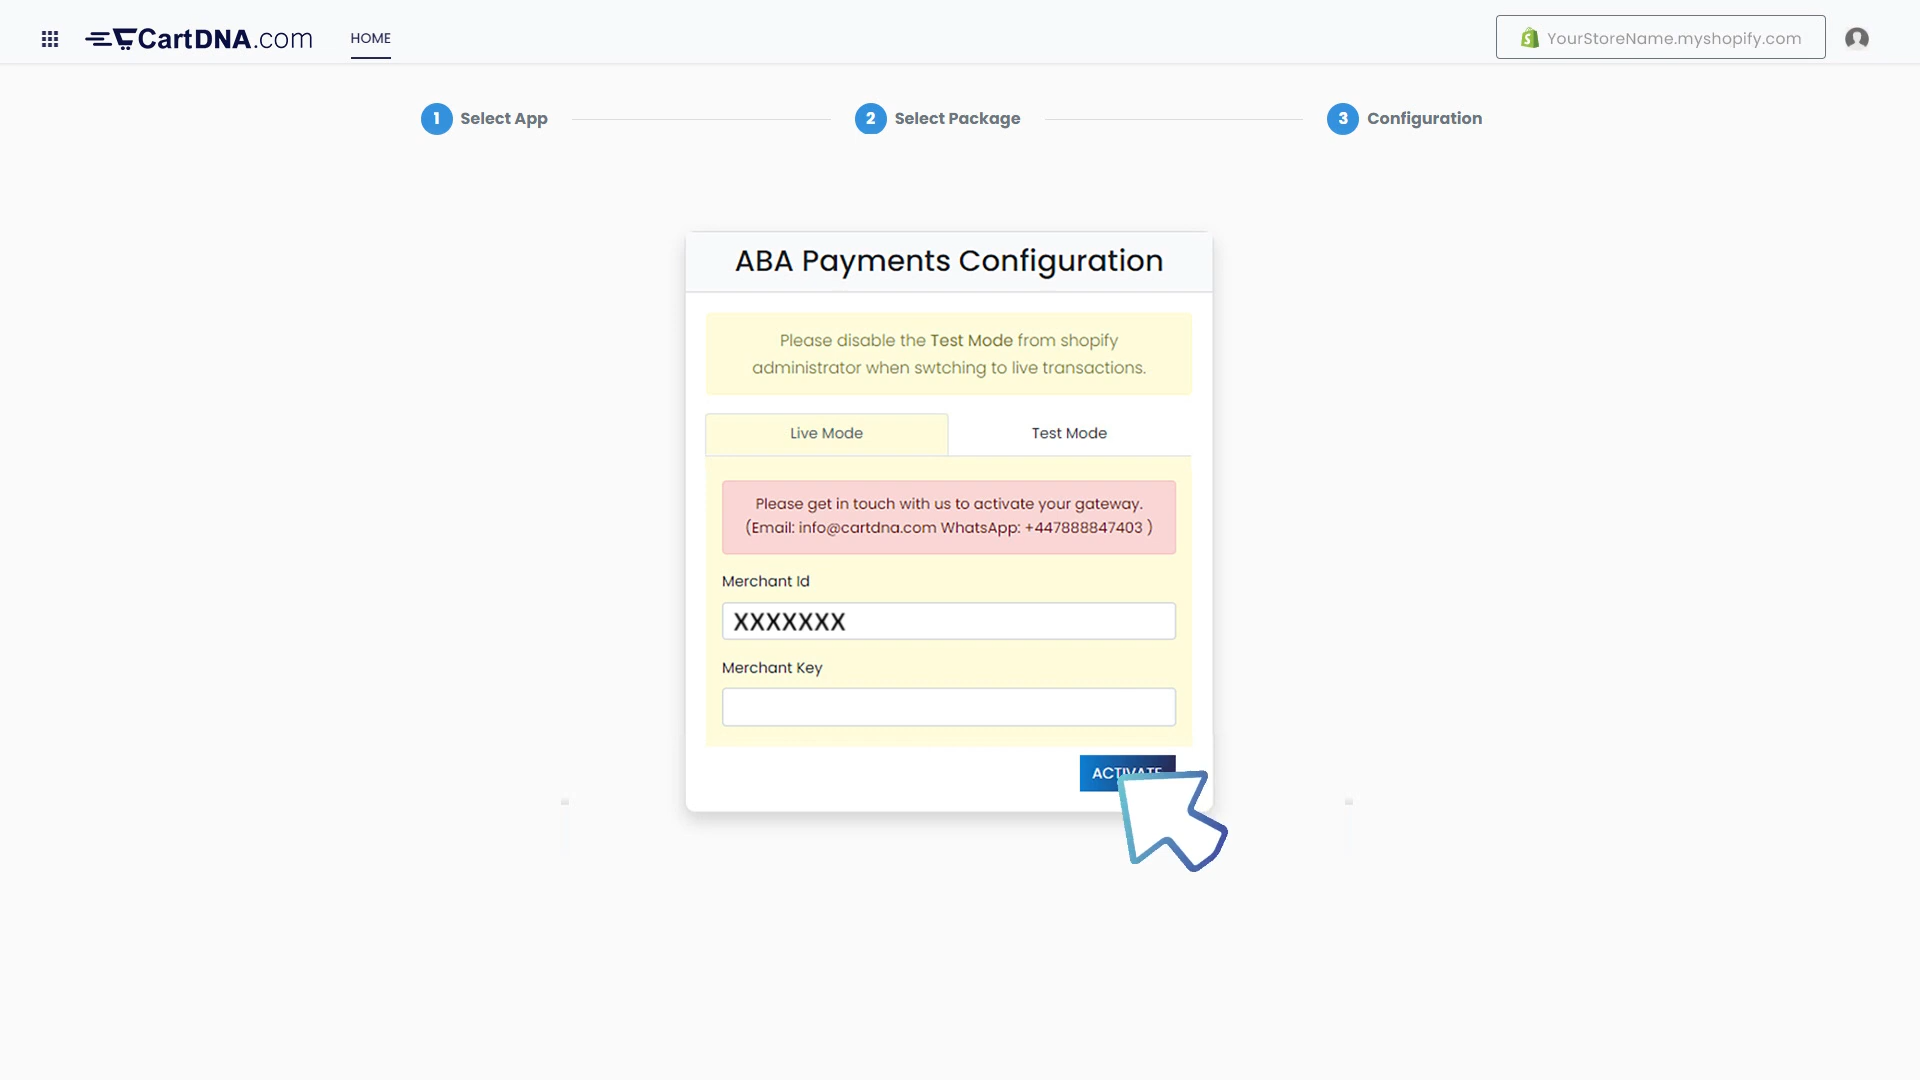 CartDNA.com
HOME
YourStoreName.myshopify.com
1 Select App
2 Select Package
3 Configuration
ABA Payments Configuration
Please disable the Test Mode from shopify
administrator when swtching to live transactions.
Live Mode
Test Mode
Please get in touch with us to activate your gateway.
(Email: info@cartdna.com WhatsApp: +447888847403 )
Merchant Id
XXXXXXX
Merchant Key
ACTIVATE